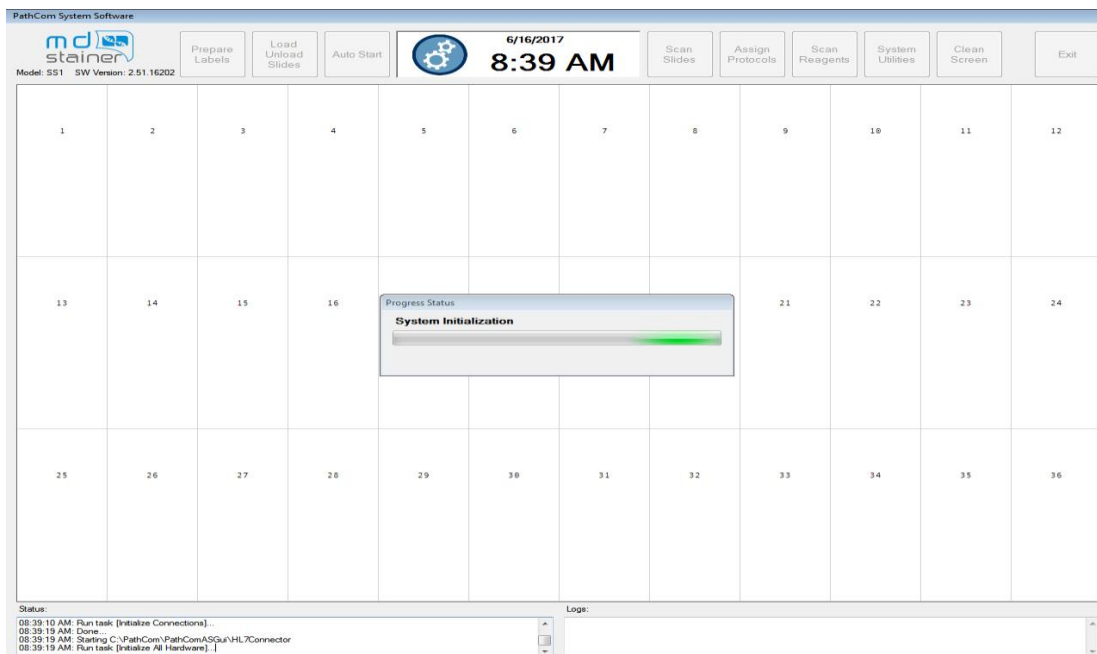 PathCom System Software
md
stainer
Model: SS1 SW Version: 2.51.16202
Prepare
Labels
Load
Unload
Slides
Auto Start
6/16/2017
8:39 AM
Scan
Slides
Assign
Protocols
Scan
Reagents
System
Utilities
Clean
Screen
Exit
1 2 3 4 5 6 7 8 9 10 11 12
13 14 15 16 21 22 23 24
Progress Status
System Initialization
25 26 27 28 29 30 31 32 33 34 35 36
Status:
08:39:10 AM: Run task [Initialize Connections]...
08:39:19 AM: Done...
08:39:19 AM: Starting C:\PathCom\PathComASGui\HL7Connector
08:39:19 AM: Run task [Initialize All Hardware]...
Logs: